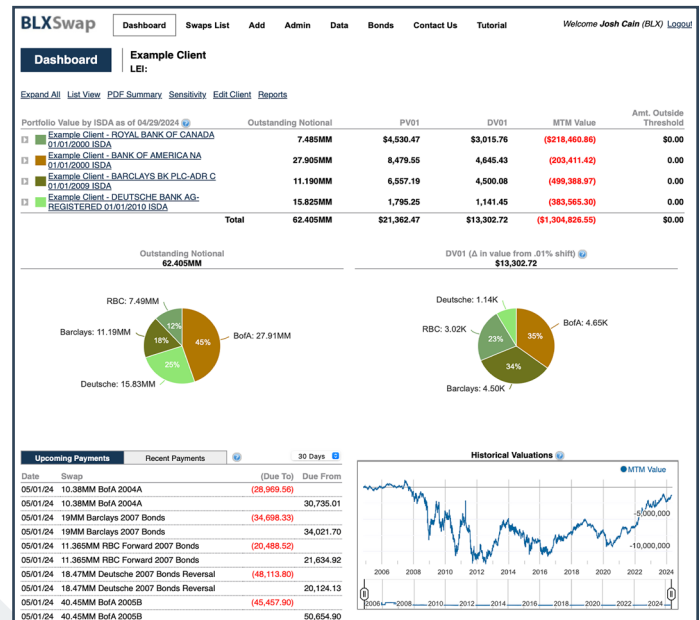 BLXSwap Dashboard Swaps List Add Admin Data Bonds Contact Us Tutorial Welcome Josh Cain (BLX) Logout
Dashboard Example Client
LEI:
Expand All List View PDF Summary Sensitivity Edit Client Reports
Portfolio Value by ISDA as of 04/29/2024 Outstanding Notional PV01 DV01 MTM Value Amt. Outside Threshold
Example Client - ROYAL BANK OF CANADA 01/01/2000 ISDA 7.485MM $4,530.47 $3,015.76 ($218,460.86) $0.00
Example Client - BANK OF AMERICA NA 01/01/2000 ISDA 27.905MM 8,479.55 4,645.43 (203,411.42) 0.00
Example Client - BARCLAYS BK PLC-ADR C 01/01/2009 ISDA 11.190MM 6,557.19 4,500.08 (499,388.97) 0.00
Example Client - DEUTSCHE BANK AG-REGISTERED 01/01/2010 ISDA 15.825MM 1,795.25 1,141.45 (383,565.30) 0.00
Total 62.405MM $21,362.47 $13,302.72 ($1,304,826.55) $0.00
Outstanding Notional
62.405MM
RBC: 7.49MM
12%
Barclays: 11.19MM
18%
45%
BofA: 27.91MM
25%
Deutsche: 15.83MM
DV01 (Δ in value from .01% shift)
$13,302.72
Deutsche: 1.14K
RBC: 3.02K
23%
35%
BofA: 4.65K
34%
Barclays: 4.50K
Upcoming Payments Recent Payments 30 Days
Date Swap (Due To) Due From
05/01/24 10.38MM BofA 2004A (28,969.56)
05/01/24 10.38MM BofA 2004A 30,735.01
05/01/24 19MM Barclays 2007 Bonds (34,698.33)
05/01/24 19MM Barclays 2007 Bonds 34,021.70
05/01/24 11.365MM RBC Forward 2007 Bonds (20,488.52)
05/01/24 11.365MM RBC Forward 2007 Bonds 21,634.92
05/01/24 18.47MM Deutsche 2007 Bonds Reversal (48,113.80)
05/01/24 18.47MM Deutsche 2007 Bonds Reversal 20,124.13
05/01/24 40.45MM BofA 2005B (45,457.90)
05/01/24 40.45MM BofA 2005B 50,654.90
Historical Valuations
MTM Value
-5,000,000
-10,000,000
2006 2008 2010 2012 2014 2016 2018 2020 2022 2024
2006 2008 2010 2012 2014 2016 2018 2020 2022 2024